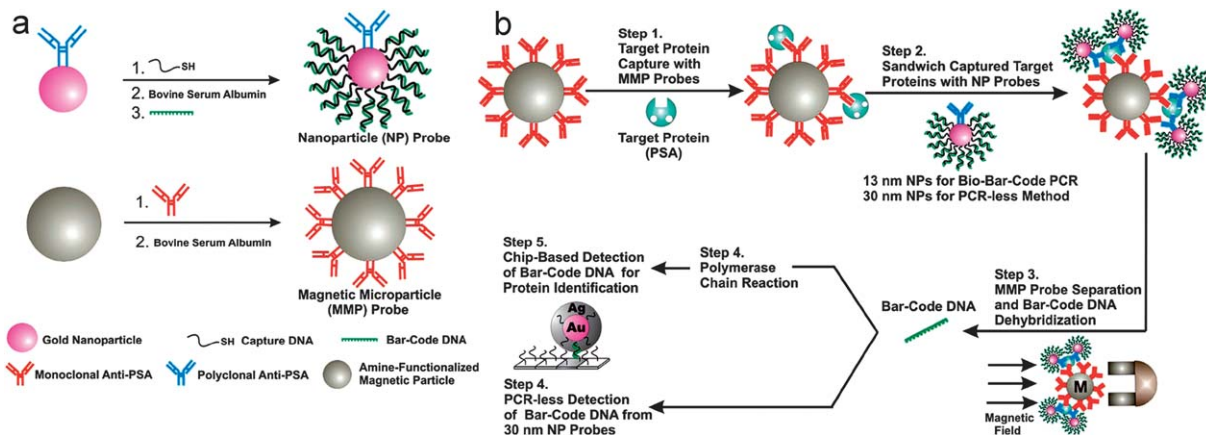 a
1.
SH
2. Bovine Serum Albumin
3.
Nanoparticle (NP) Probe
1.
2. Bovine Serum Albumin
Magnetic Microparticle
(MMP) Probe
Gold Nanoparticle
SH Capture DNA
Bar-Code DNA
Monoclonal Anti-PSA
Polyclonal Anti-PSA
Amine-Functionalized
Magnetic Particle
b
Step 1.
Target Protein
Capture with
MMP Probes
Target Protein
(PSA)
Step 2.
Sandwich Captured Target
Proteins with NP Probes
13 nm NPs for Bio-Bar-Code PCR
30 nm NPs for PCR-less Method
Step 3.
MMP Probe Separation
and Bar-Code DNA
Dehybridization
M
Magnetic
Field
Bar-Code DNA
Step 4.
Polymerase
Chain Reaction
Step 5.
Chip-Based Detection
of Bar-Code DNA for
Protein Identification
Ag
Au
Step 4.
PCR-less Detection
of Bar-Code DNA from
30 nm NP Probes